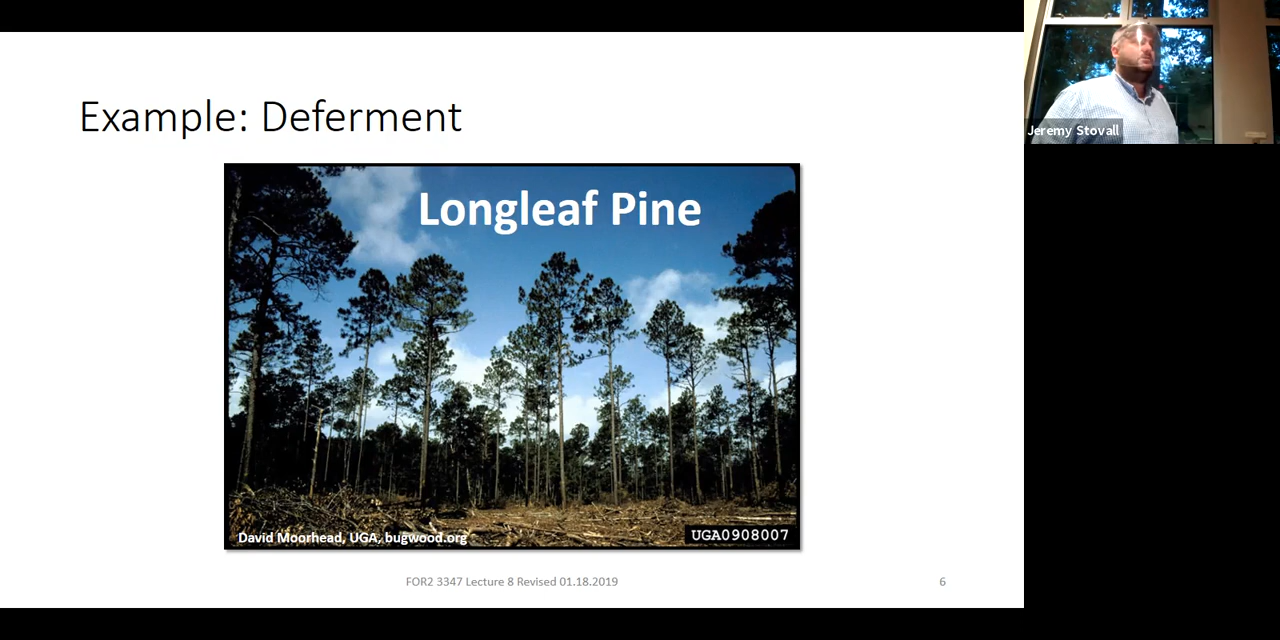 Example: Deferment
Longleaf Pine
David Moorhead, UGA, bugwood.org
UGA0908007
FOR2 3347 Lecture 8 Revised 01.18.2019
6
Jeremy Stovall